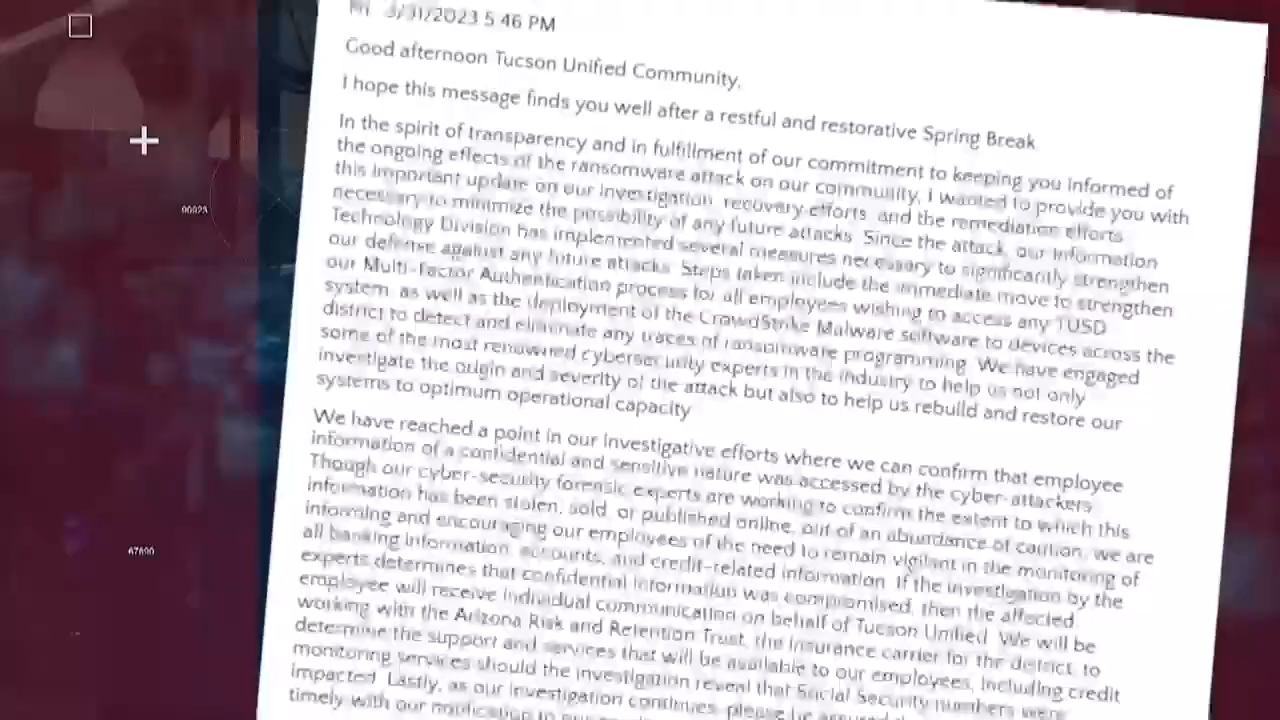 3/31/2023 5:46 PM
Good afternoon Tucson Unified Community,
I hope this message finds you well after a restful and restorative Spring Break.
In the spirit of transparency and in fulfillment of our commitment to keeping you informed of
the ongoing effects of the ransomware attack on our community, I wanted to provide you with
this important update on our investigation, recovery efforts, and the remediation efforts
necessary to minimize the possibility of any future attacks. Since the attack, our Information
Technology Division has implemented several measures necessary to significantly strengthen
our defense against any future attacks. Steps taken include the immediate move to strengthen
our Multi-Factor Authentication process for all employees wishing to access any TUSD
system, as well as the deployment of the CrowdStrike Malware software to devices across the
district to detect and eliminate any traces of ransomware programming. We have engaged
some of the most renowned cybersecurity experts in the industry to help us not only
investigate the origin and severity of the attack but also to help us rebuild and restore our
systems to optimum operational capacity.
We have reached a point in our investigative efforts where we can confirm that employee
information of a confidential and sensitive nature was accessed by the cyber-attackers.
Though our cyber-security forensic experts are working to confirm the extent to which this
information has been stolen, sold, or published online, out of an abundance of caution, we are
informing and encouraging our employees of the need to remain vigilant in the monitoring of
all banking information, accounts, and credit-related information. If the investigation by the
experts determines that confidential information was compromised, then the affected
employee will receive individual communication on behalf of Tucson Unified. We will be
working with the Arizona Risk and Retention Trust, the insurance carrier for the district, to
determine the support and services that will be available to our employees, including credit
monitoring services should the investigation reveal that Social Security numbers were
impacted. Lastly, as our investigation continues, please be assured
timely with our notification to our
00823
67890